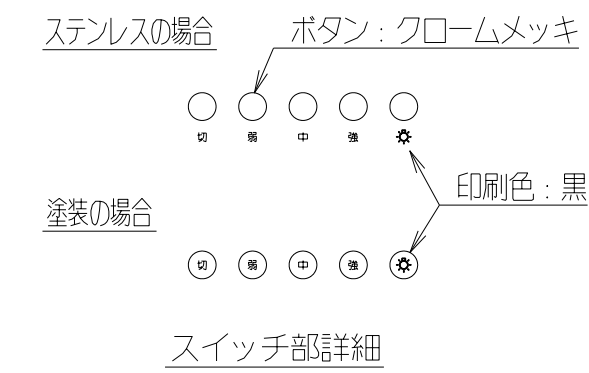 ステンレスの場合
ボタン：クロームメッキ
切 弱 中 強
印刷色：黒
塗装の場合
切 弱 中 強
スイッチ部詳細